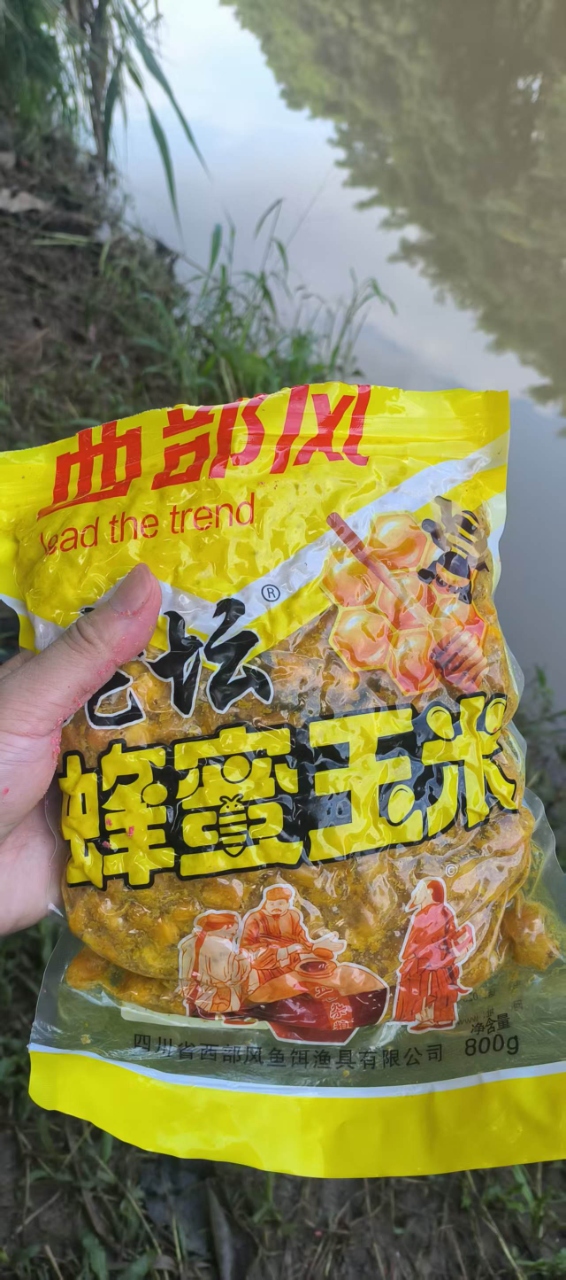 西部风
Lead the trend
坛®
蜂蜜玉米
净含量
四川省西部风鱼饵渔具有限公司 800g